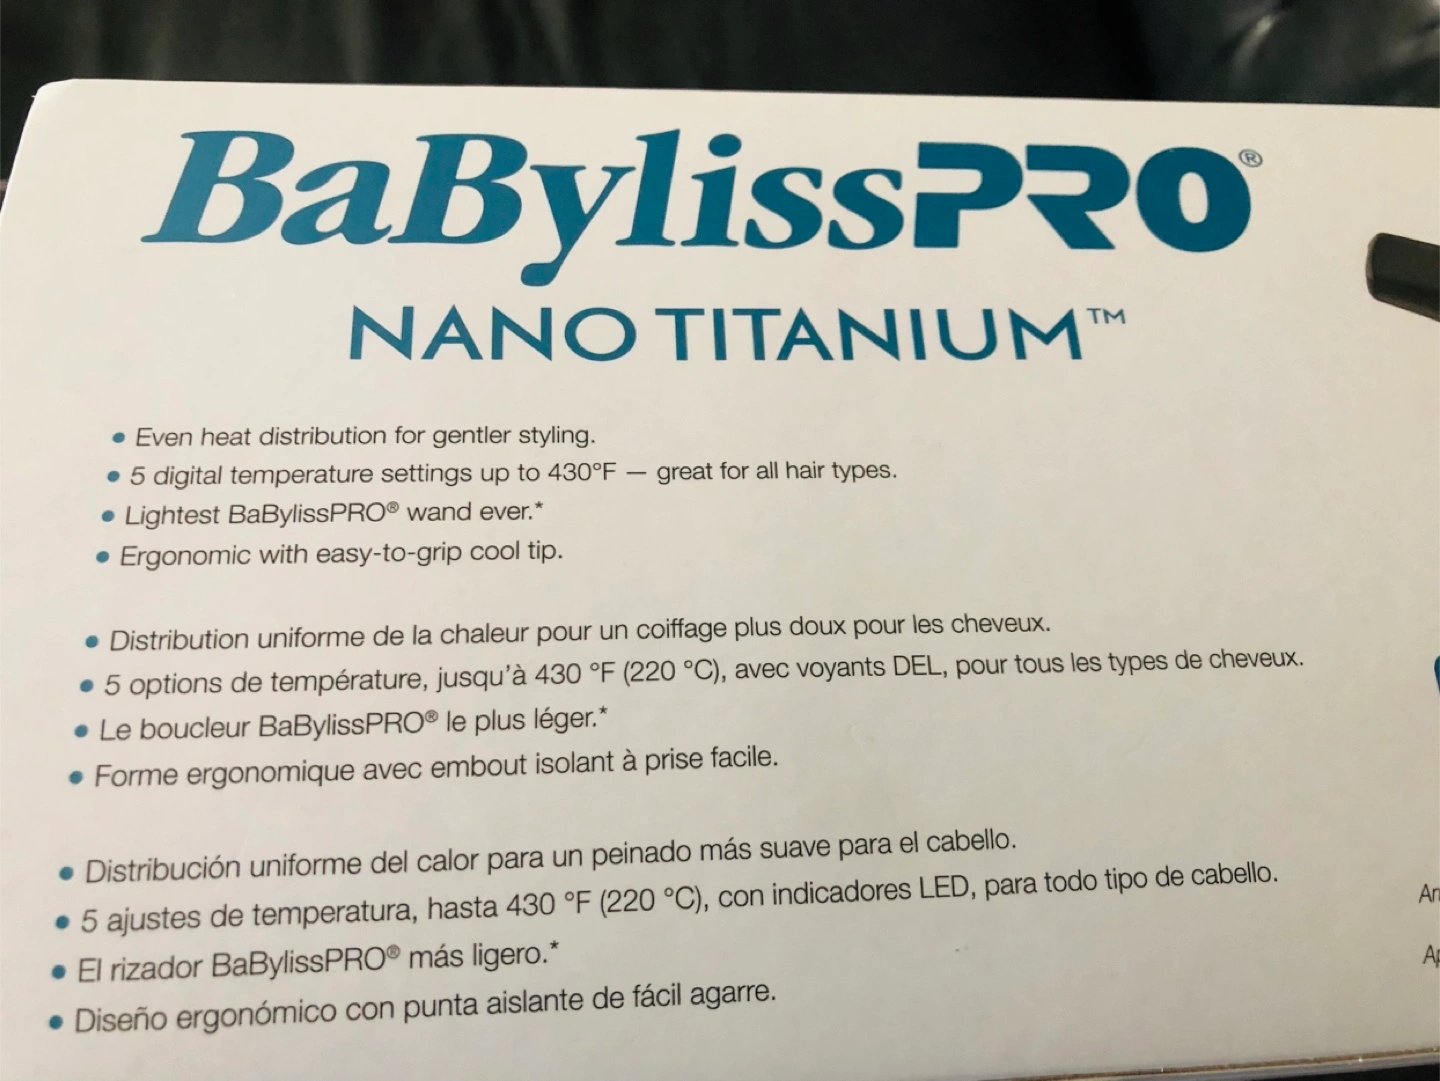 BaBylissPRO®
NANO TITANIUM™
• Even heat distribution for gentler styling.
• 5 digital temperature settings up to 430°F — great for all hair types.
• Lightest BaBylissPRO® wand ever.*
• Ergonomic with easy-to-grip cool tip.
• Distribution uniforme de la chaleur pour un coiffage plus doux pour les cheveux.
• 5 options de température, jusqu'à 430 °F (220 °C), avec voyants DEL, pour tous les types de cheveux.
• Le boucleur BaBylissPRO® le plus léger.*
• Forme ergonomique avec embout isolant à prise facile.
• Distribución uniforme del calor para un peinado más suave para el cabello.
• 5 ajustes de temperatura, hasta 430 °F (220 °C), con indicadores LED, para todo tipo de cabello.
• El rizador BaBylissPRO® más ligero.*
• Diseño ergonómico con punta aislante de fácil agarre.